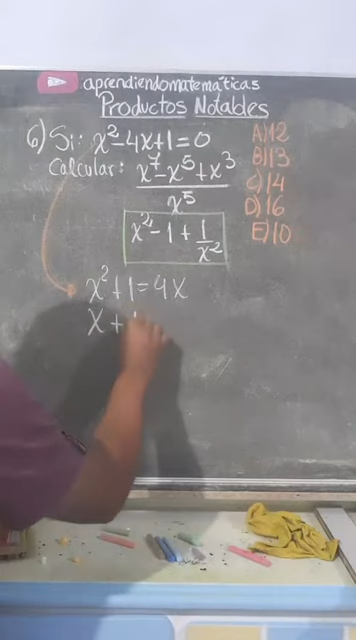 aprendiendomatemáticas
Productos Notables
6) Si: x²-4x+1=0
Calcular: x⁷-x⁵+x³
x⁵
x²-1+1/x²
A)12
B)13
C)14
D)16
E)10
x²+1=4x
x+